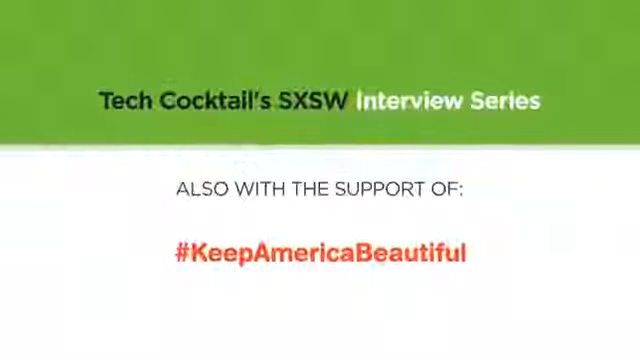 Tech Cocktail's SXSW Interview Series
ALSO WITH THE SUPPORT OF:
#KeepAmericaBeautiful